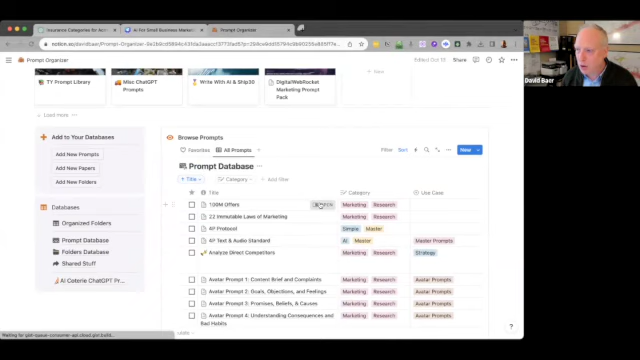 Insurance Categories for Auto
AI For Small Business Marketing
Prompt Organizer
Prompt Organizer
Edited Oct 13
Share
TY Prompt Library
Misc ChatGPT Prompts
Write With AI & Ship30
DigitalWebRocket Marketing Prompt Pack
+ New
Load more
Add to Your Databases
Add New Prompts
Add New Papers
Add New Folders
Databases
Organized Folders
Prompt Database
Folders Database
Shared Stuff
AI Coterie ChatGPT Pr...
Browse Prompts
Favorites
All Prompts
Filter
Sort
New
Prompt Database
Title
Category
Add filter
Title
Category
Use Case
100M Offers
Marketing
Research
22 Immutable Laws of Marketing
Marketing
Research
4P Protocol
Simple
Master
4P Text & Audio Standard
AI
Master
Master Prompts
Analyze Direct Competitors
Marketing
Research
Strategy
Avatar Prompt 1: Content Brief and Complaints
Marketing
Research
Avatar Prompts
Avatar Prompt 2: Goals, Objections, and Feelings
Marketing
Research
Avatar Prompts
Avatar Prompt 3: Promises, Beliefs, & Causes
Marketing
Research
Avatar Prompts
Avatar Prompt 4: Understanding Consequences and Bad Habits
Marketing
Research
Avatar Prompts
David Baer
?